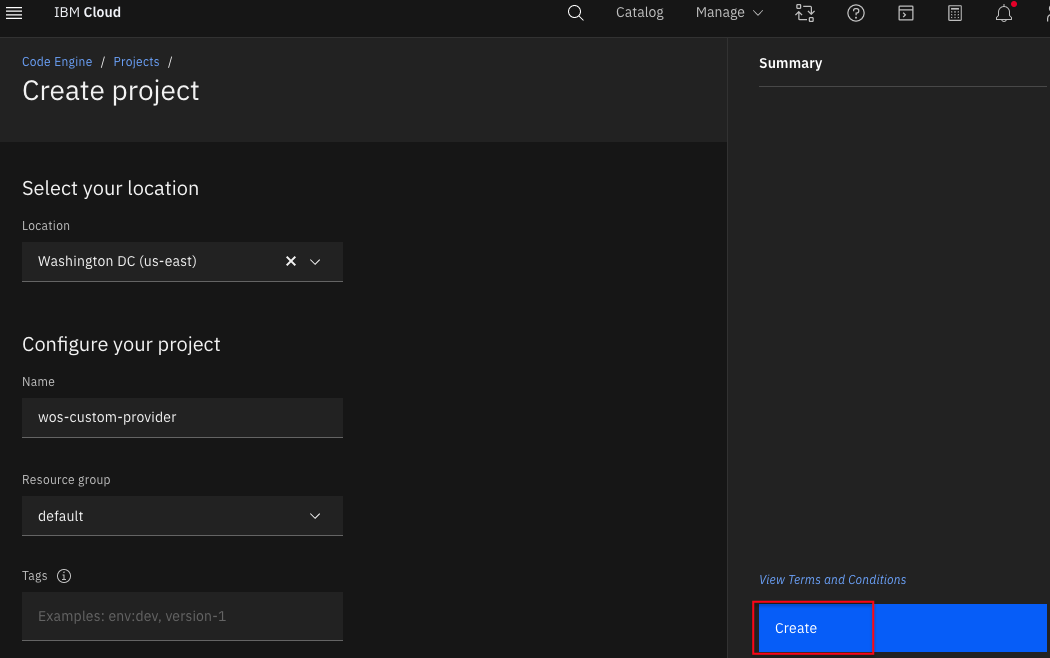 IBM Cloud
Catalog
Manage
Code Engine / Projects /
Create project
Select your location
Location
Washington DC (us-east)
Configure your project
Name
wos-custom-provider
Resource group
default
Tags
Examples: env:dev, version-1
Summary
View Terms and Conditions
Create